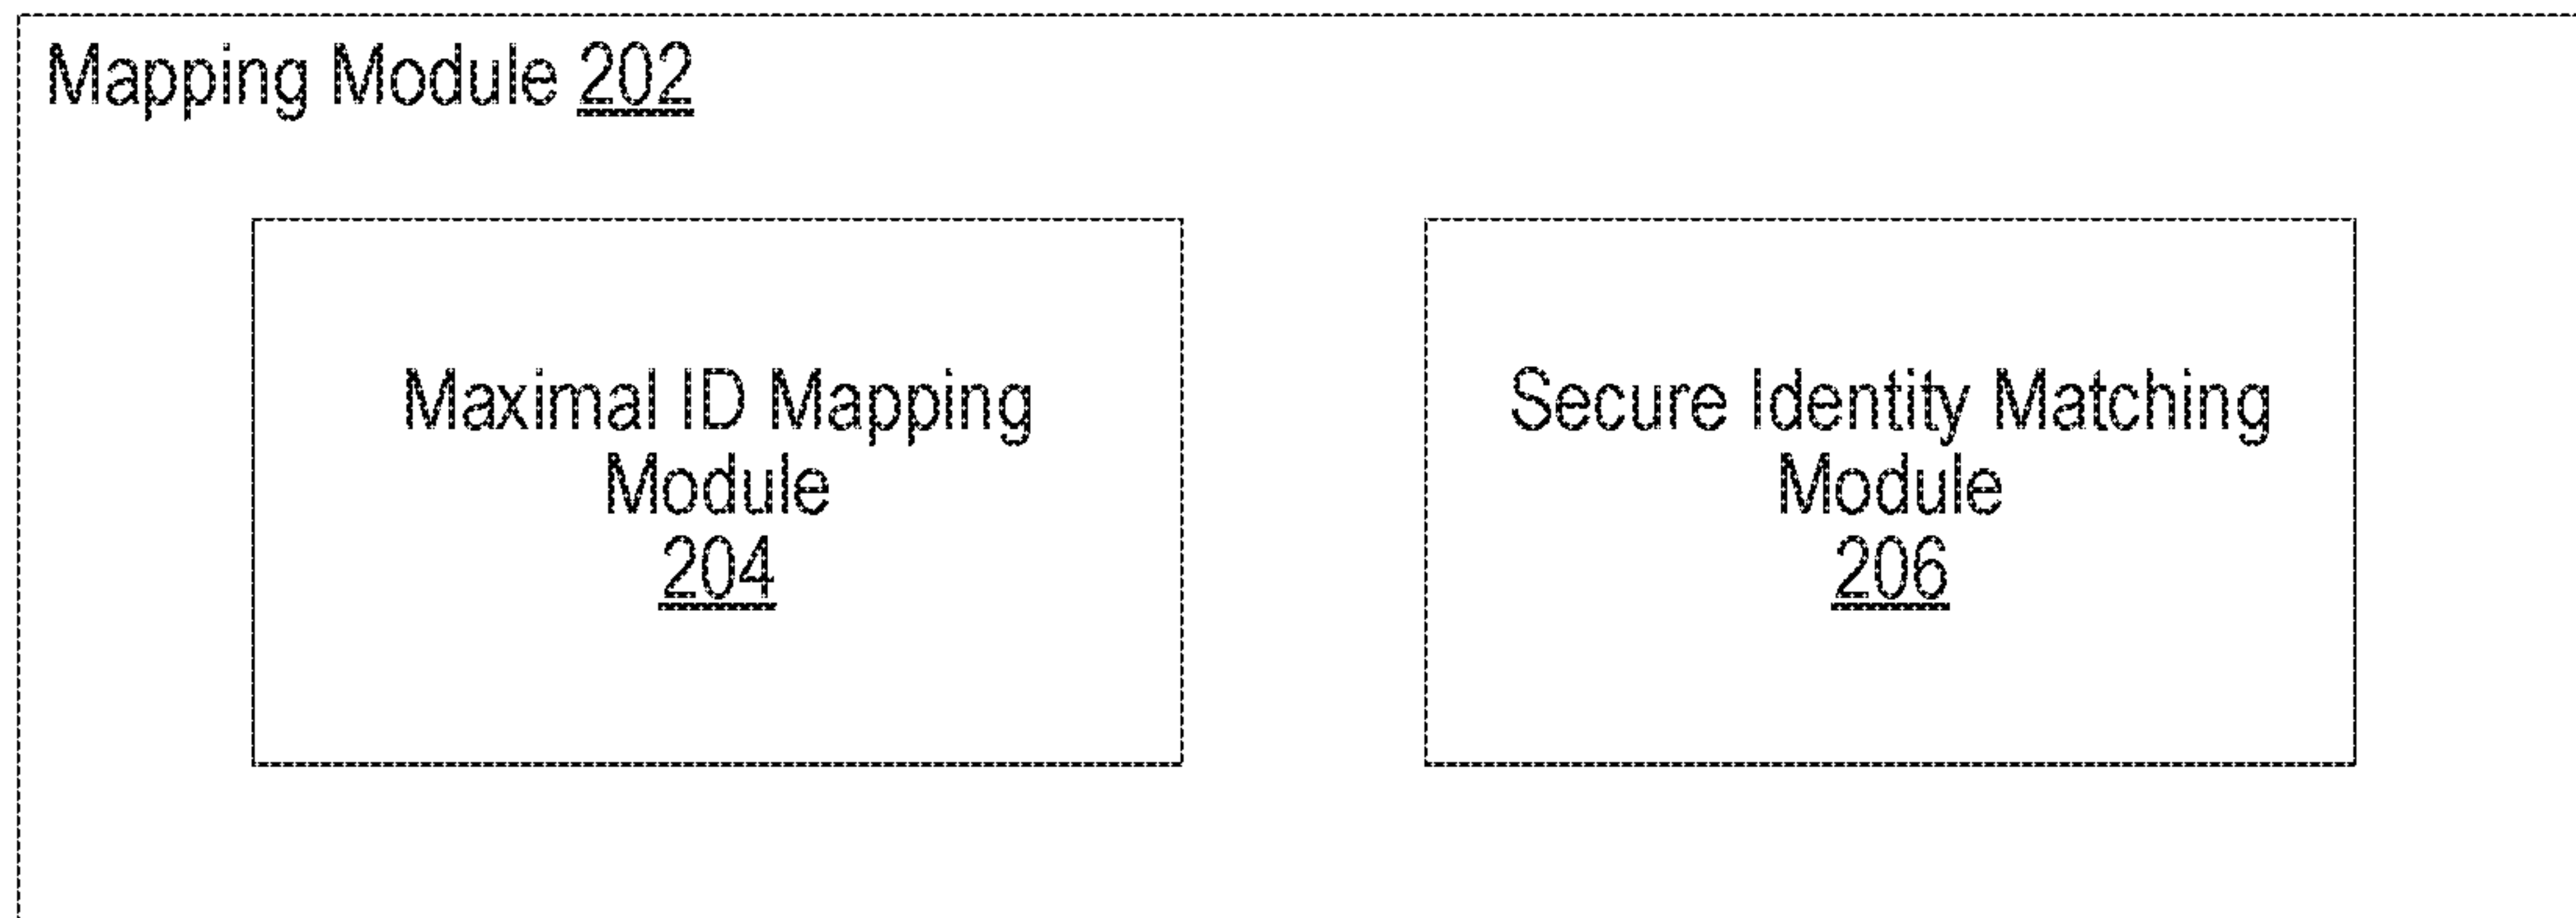 Mapping Module 202
Maximal ID Mapping
Module
204
Secure Identity Matching
Module
206